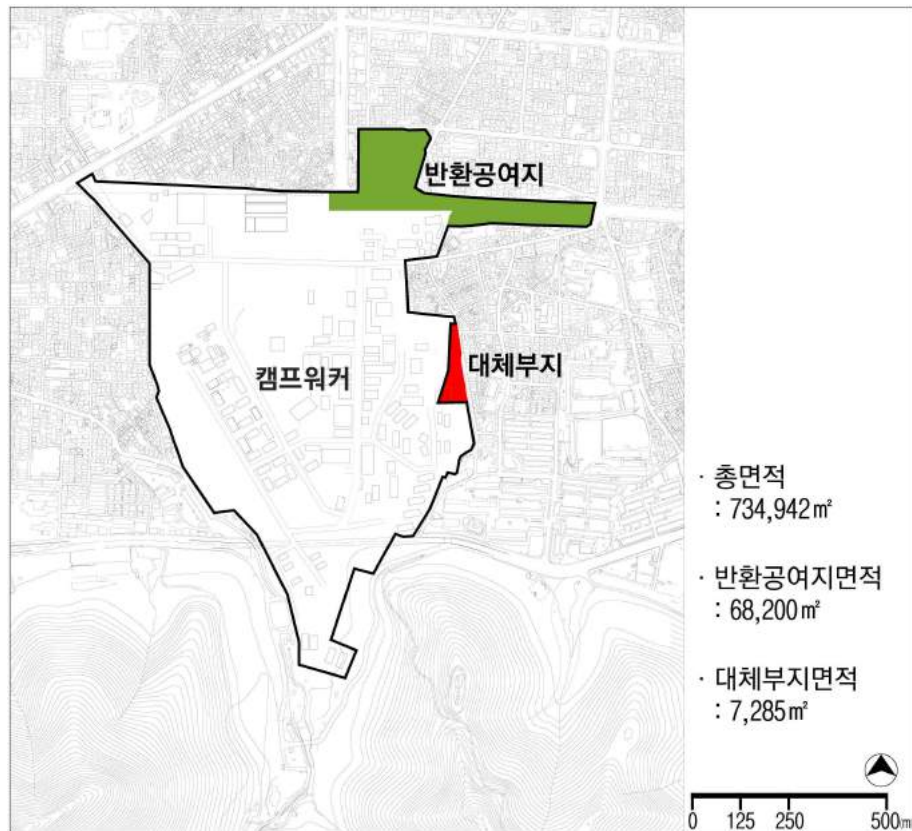 반환공여지
캠프워커
대체부지
· 총면적
: 734,942㎡
· 반환공여지면적
: 68,200㎡
· 대체부지면적
: 7,285㎡
0 125 250 500(m